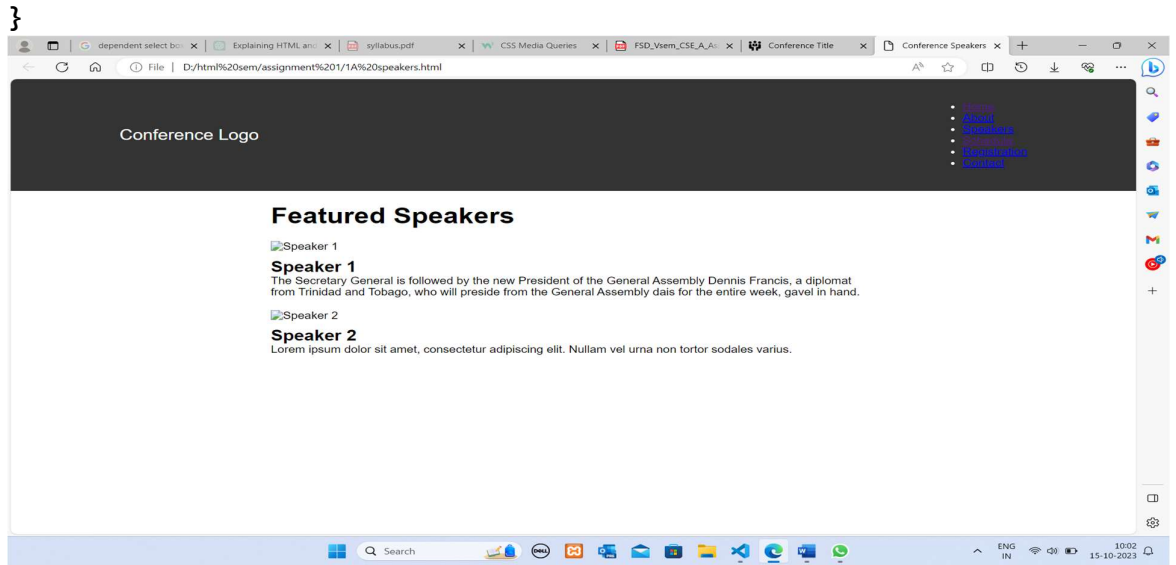 }
dependent select bo
Explaining HTML and
syllabus.pdf
CSS Media Queries
FSD_Vsem_CSE_A_As
Conference Title
Conference Speakers
File | D:/html%20sem/assignment%201/1A%20speakers.html
Conference Logo
About
Speakers
Registration
Contact
Featured Speakers
Speaker 1
Speaker 1
The Secretary General is followed by the new President of the General Assembly Dennis Francis, a diplomat
from Trinidad and Tobago, who will preside from the General Assembly dais for the entire week, gavel in hand.
Speaker 2
Speaker 2
Lorem ipsum dolor sit amet, consectetur adipiscing elit. Nullam vel urna non tortor sodales varius.
Search
ENG
IN
10:02
15-10-2023